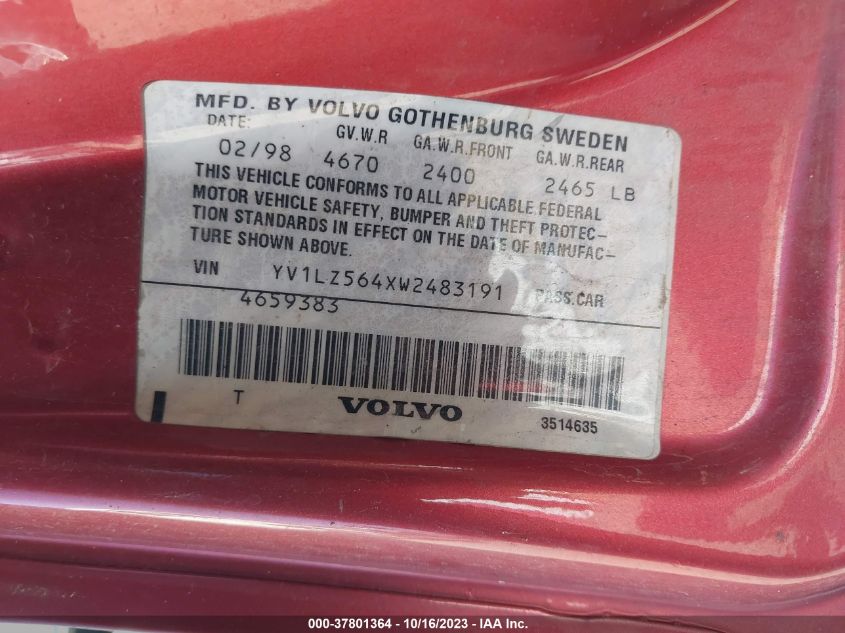 MFD. BY VOLVO GOTHENBURG SWEDEN
DATE: GV.W.R GA.W.R.FRONT GA.W.R.REAR
02/98 4670 2400 2465 LB
THIS VEHICLE CONFORMS TO ALL APPLICABLE FEDERAL
MOTOR VEHICLE SAFETY, BUMPER AND THEFT PROTEC-
TION STANDARDS IN EFFECT ON THE DATE OF MANUFAC-
TURE SHOWN ABOVE.
VIN YV1LZ564XW2483191 PASS.CAR
4659383
T VOLVO 3514635
000-37801364 | 10/16/2023 - IAA Inc.